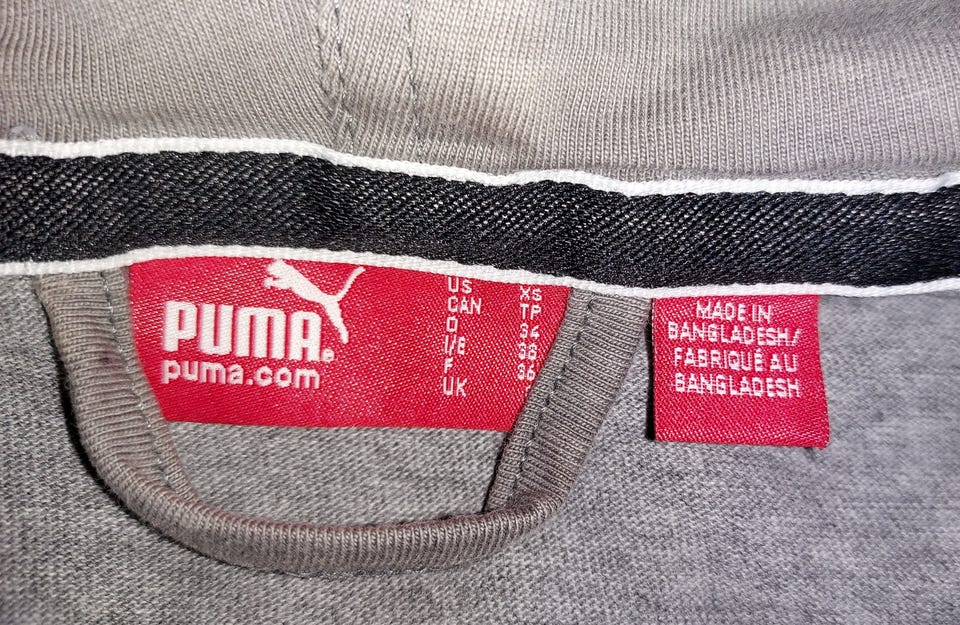 PUMA®
puma.com
US XS
CAN TP
D 34
I/E 38
F 36
UK
MADE IN
BANGLADESH/
FABRIQUÉ AU
BANGLADESH